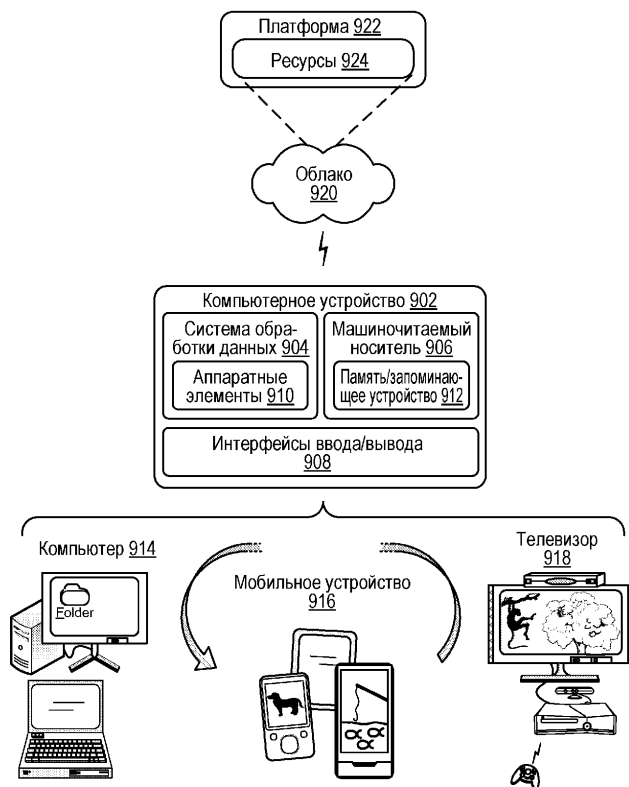 Платформа 922
Ресурсы 924
Облако
920
Компьютерное устройство 902
Система обра-
ботки данных 904
Аппаратные
элементы 910
Машиночитаемый
носитель 906
Память/запоминаю-
щее устройство 912
Интерфейсы ввода/вывода
908
Компьютер 914
Folder
Мобильное устройство
916
Телевизор
918